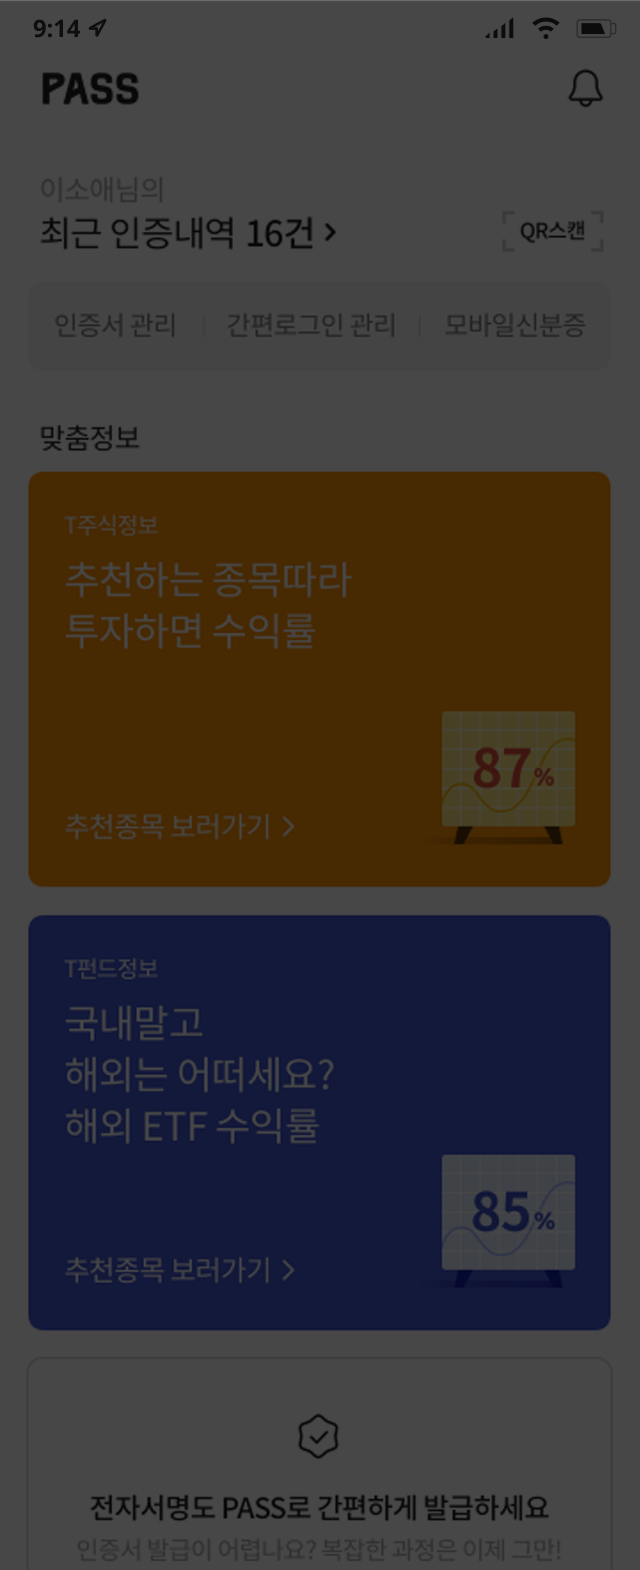 9:14
PASS
이소애님의
최근 인증내역 16건
QR스캔
인증서 관리 간편로그인 관리 모바일신분증
맞춤정보
T주식정보
추천하는 종목따라
투자하면 수익률
87%
추천종목 보러가기
T펀드정보
국내말고
해외는 어떠세요?
해외 ETF 수익률
85%
추천종목 보러가기
전자서명도 PASS로 간편하게 발급하세요
인증서 발급이 어렵나요? 복잡한 과정은 이제 그만!